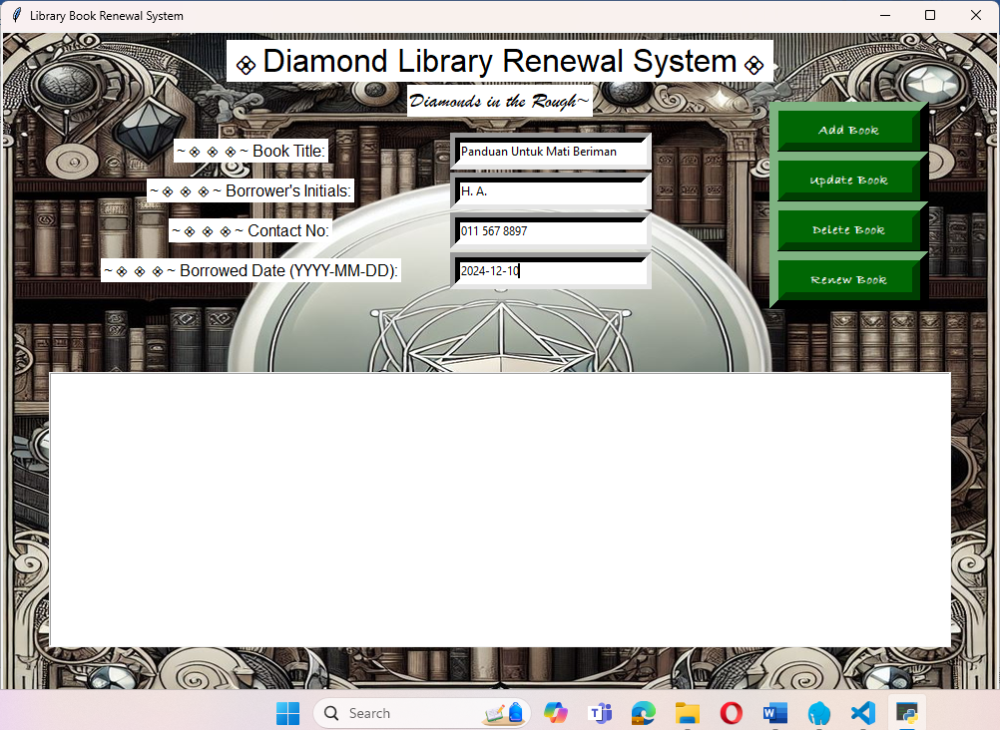 Library Book Renewal System
Diamond Library Renewal System
Diamonds in the Rough~
~ ~ Book Title:
Panduan Untuk Mati Beriman
~ ~ Borrower's Initials:
H. A.
~ ~ Contact No:
011 567 8897
~ ~ Borrowed Date (YYYY-MM-DD):
2024-12-10
Add Book
Update Book
Delete Book
Renew Book
Search